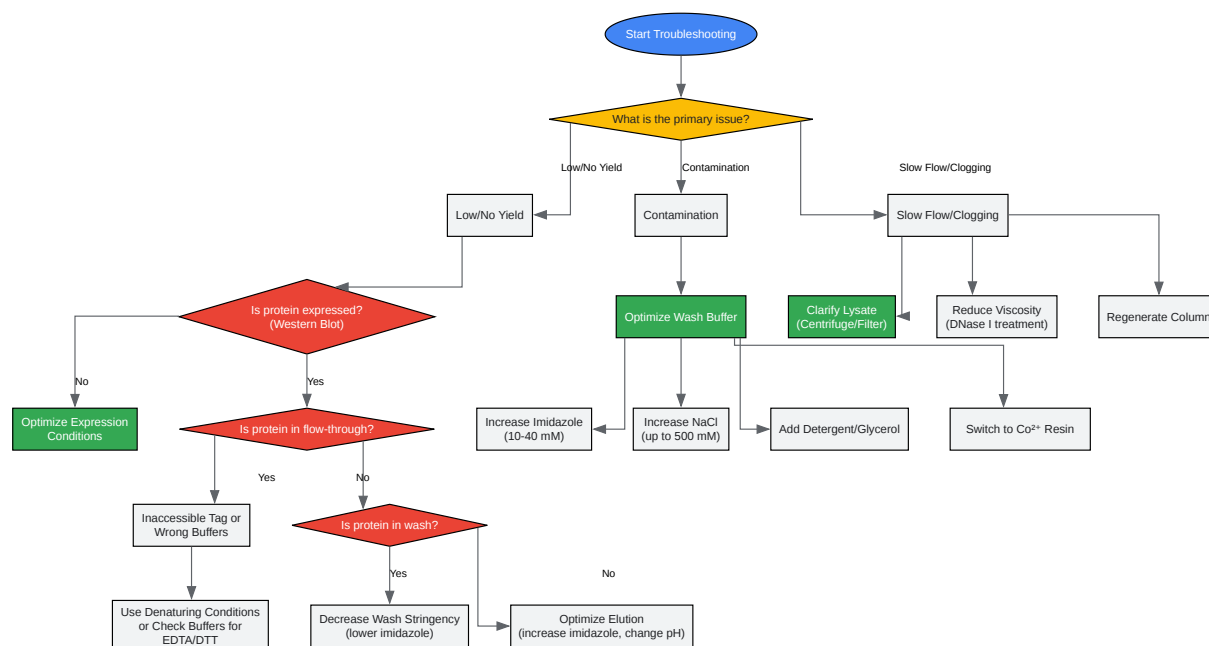 Start Troubleshooting
What is the primary issue?
Low/No Yield
Contamination
Slow Flow/Clogging
Low/No Yield
Contamination
Slow Flow/Clogging
Is protein expressed?
(Western Blot)
Optimize Wash Buffer
Clarify Lysate
(Centrifuge/Filter)
Reduce Viscosity
(DNase I treatment)
Regenerate Column
No
Yes
Optimize Expression
Conditions
Is protein in flow-through?
Increase Imidazole
(10-40 mM)
Increase NaCl
(up to 500 mM)
Add Detergent/Glycerol
Switch to Co²⁺ Resin
Yes
No
Inaccessible Tag or
Wrong Buffers
Is protein in wash?
Yes
No
Use Denaturing Conditions
or Check Buffers for
EDTA/DTT
Decrease Wash Stringency
(lower imidazole)
Optimize Elution
(increase imidazole, change pH)